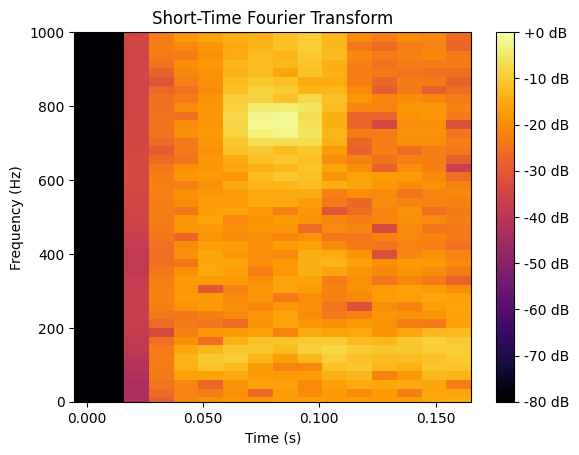 Short-Time Fourier Transform
1000
800
600
400
200
0
Frequency (Hz)
0.000
0.050
0.100
0.150
Time (s)
+0 dB
-10 dB
-20 dB
-30 dB
-40 dB
-50 dB
-60 dB
-70 dB
-80 dB